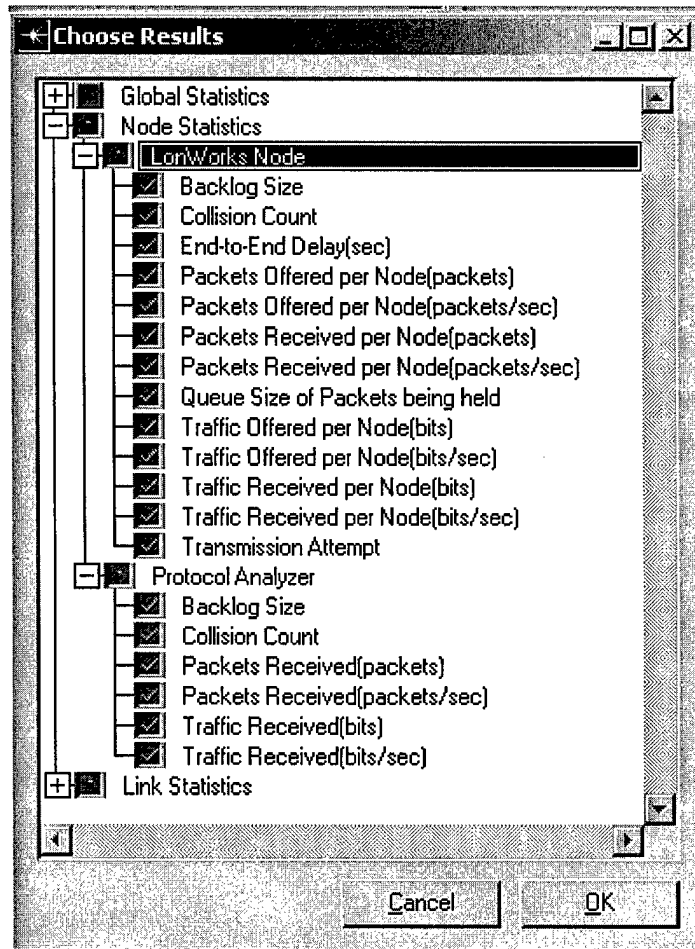 Choose Results
Global Statistics
Node Statistics
LonWorks Node
Backlog Size
Collision Count
End-to-End Delay(sec)
Packets Offered per Node(packets)
Packets Offered per Node(packets/sec)
Packets Received per Node(packets)
Packets Received per Node(packets/sec)
Queue Size of Packets being held
Traffic Offered per Node(bits)
Traffic Offered per Node(bits/sec)
Traffic Received per Node(bits)
Traffic Received per Node(bits/sec)
Transmission Attempt
Protocol Analyzer
Backlog Size
Collision Count
Packets Received(packets)
Packets Received(packets/sec)
Traffic Received(bits)
Traffic Received(bits/sec)
Link Statistics
Cancel OK